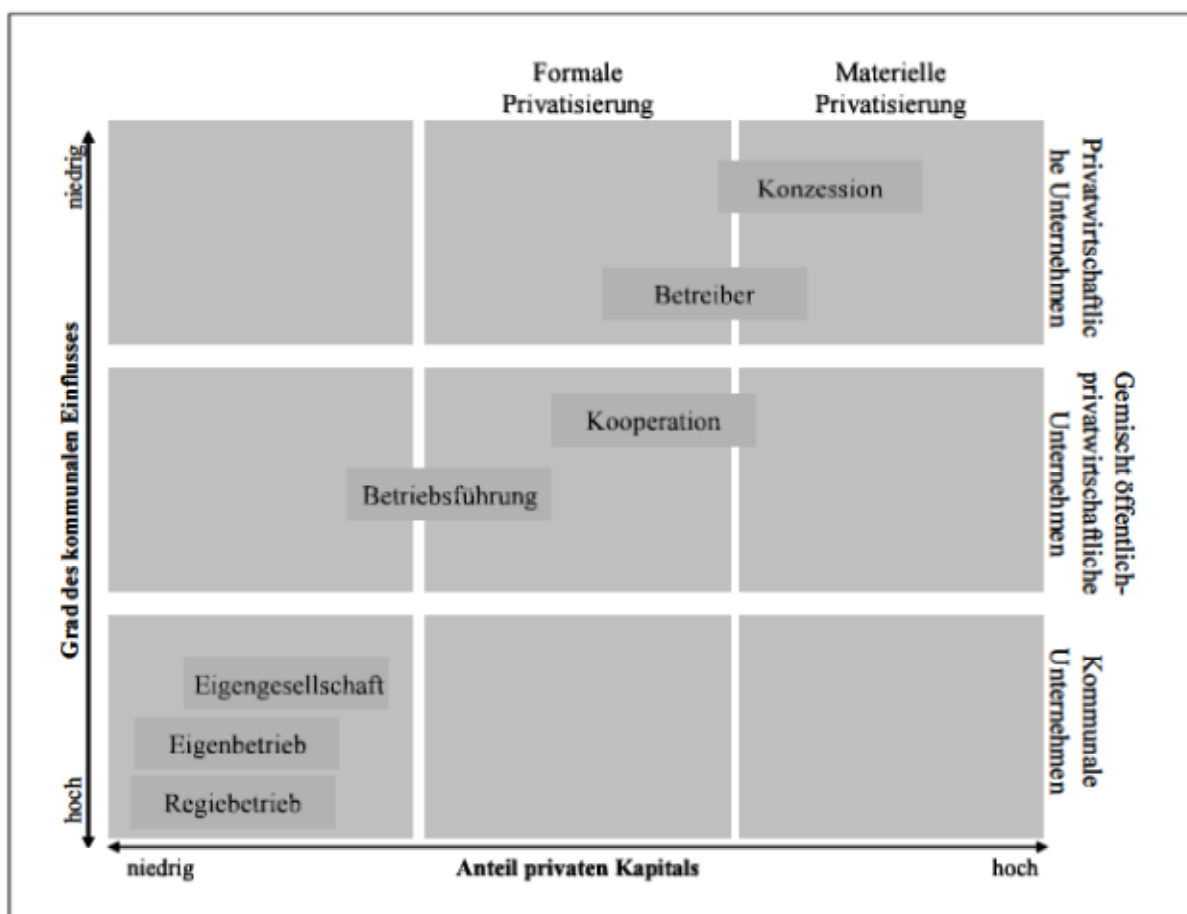 Formale
Privatisierung
Materielle
Privatisierung
niedrig
Grad des kommunalen Einflusses
hoch
Konzession
Betreiber
Kooperation
Betriebsführung
Eigengesellschaft
Eigenbetrieb
Regiebetrieb
Privatwirtschaftlic
he Unternehmen
Gemischt öffentlich-
privatwirtschaftliche
Unternehmen
Kommunale
Unternehmen
niedrig
Anteil privaten Kapitals
hoch